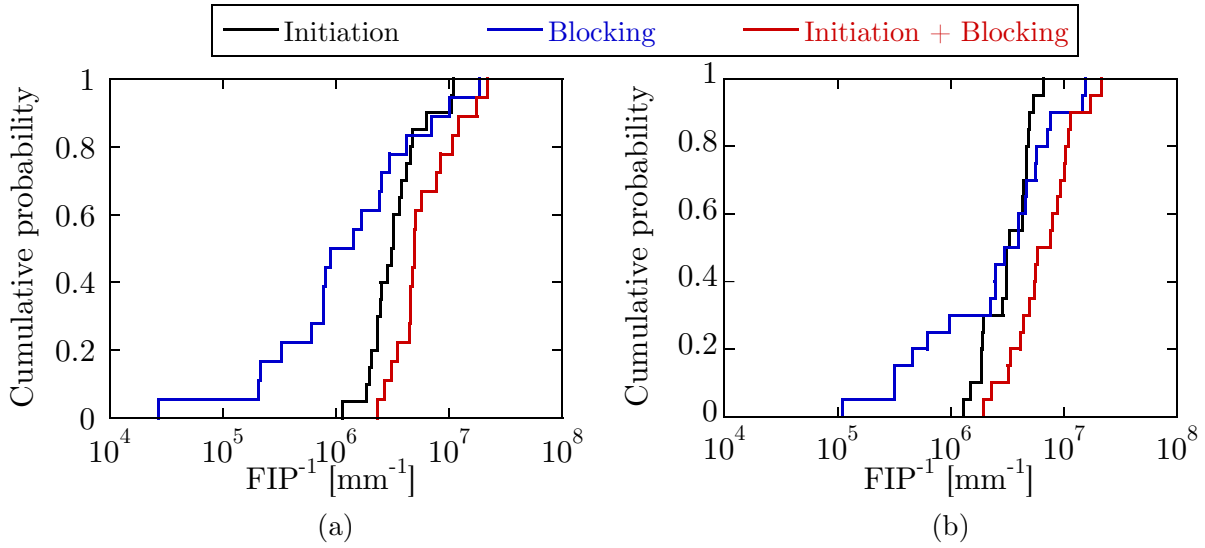 Initiation Blocking Initiation + Blocking
Cumulative probability
1
0.8
0.6
0.4
0.2
0
10^4 10^5 10^6 10^7 10^8
FIP^-1 [mm^-1]
(a)
Cumulative probability
1
0.8
0.6
0.4
0.2
0
10^4 10^5 10^6 10^7 10^8
FIP^-1 [mm^-1]
(b)